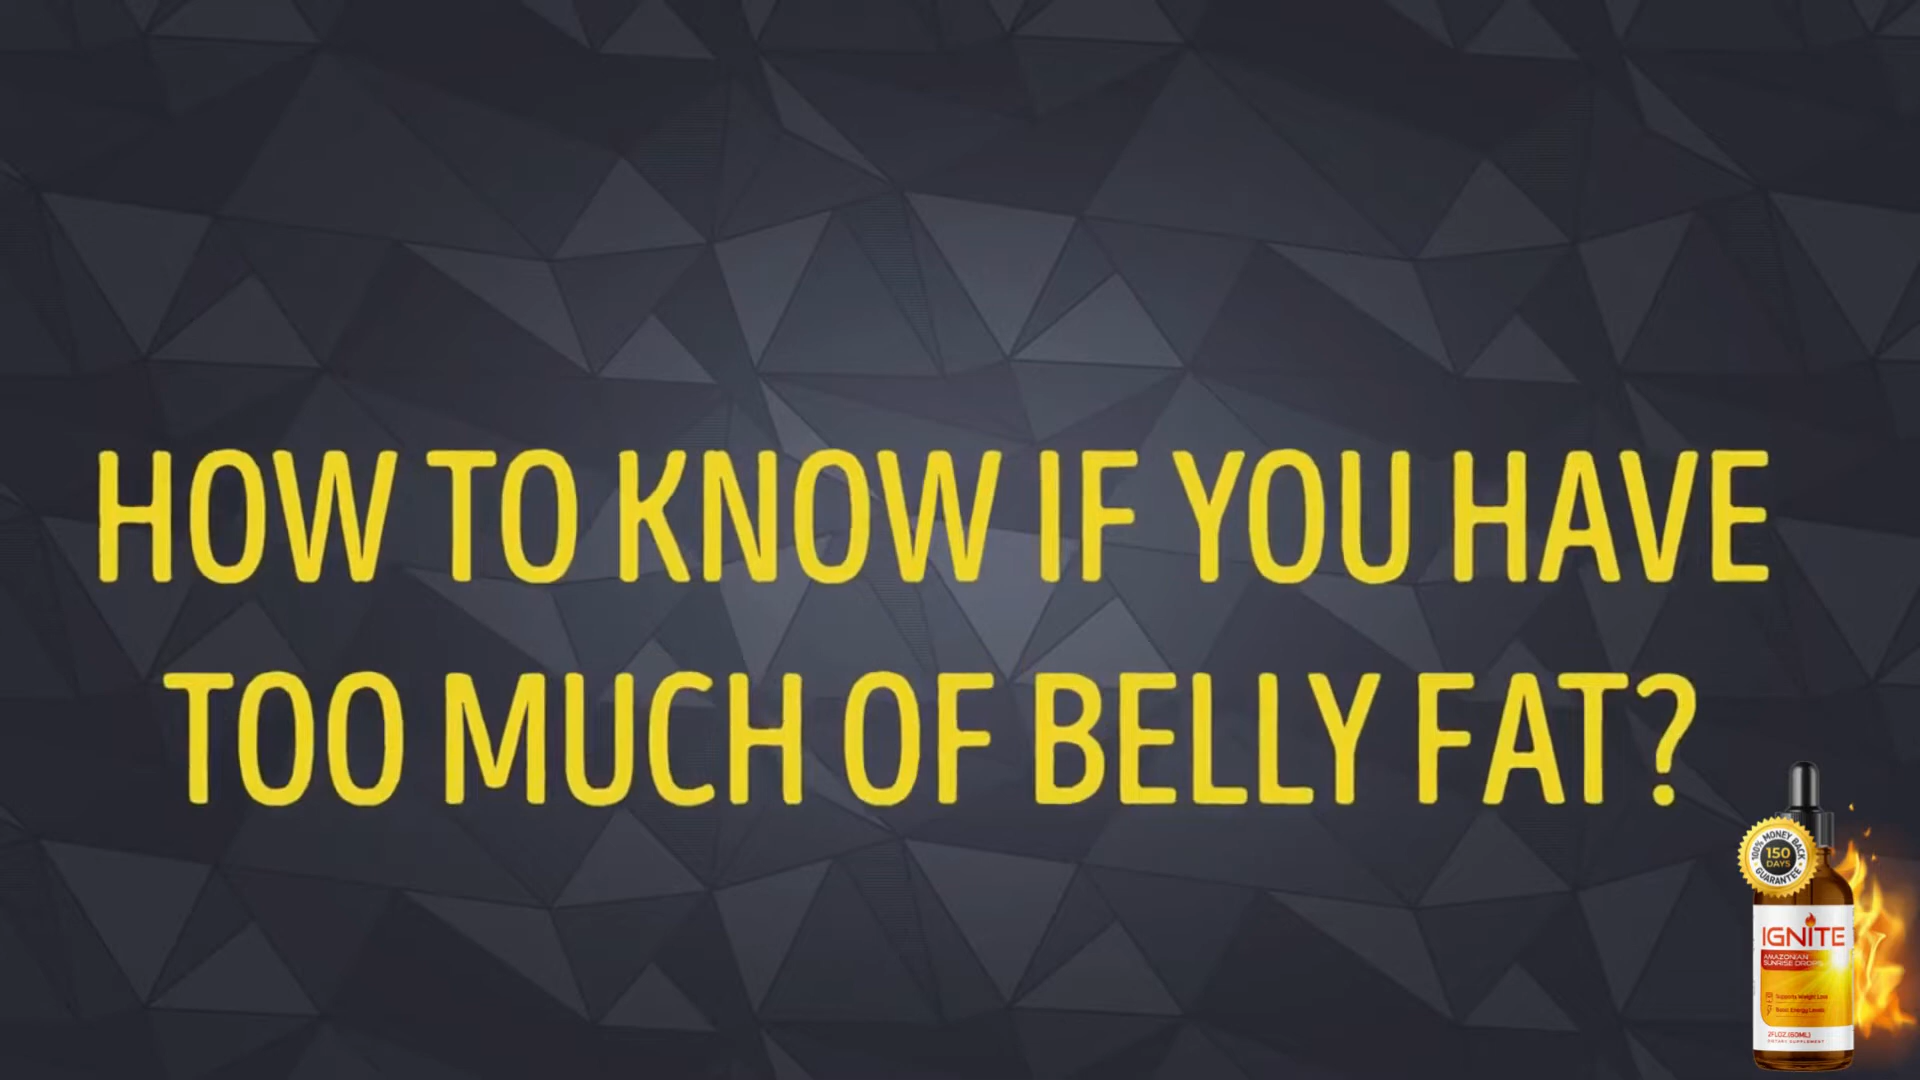 HOW TO KNOW IF YOU HAVE
TOO MUCH OF BELLY FAT?
100% MONEY BACK
150
DAYS
GUARANTEE
IGNITE
AMAZONIAN
SUNRISE DROPS
Supports Weight Loss
Boost Energy Levels
2FL.OZ.(60ML)
DIETARY SUPPLEMENT